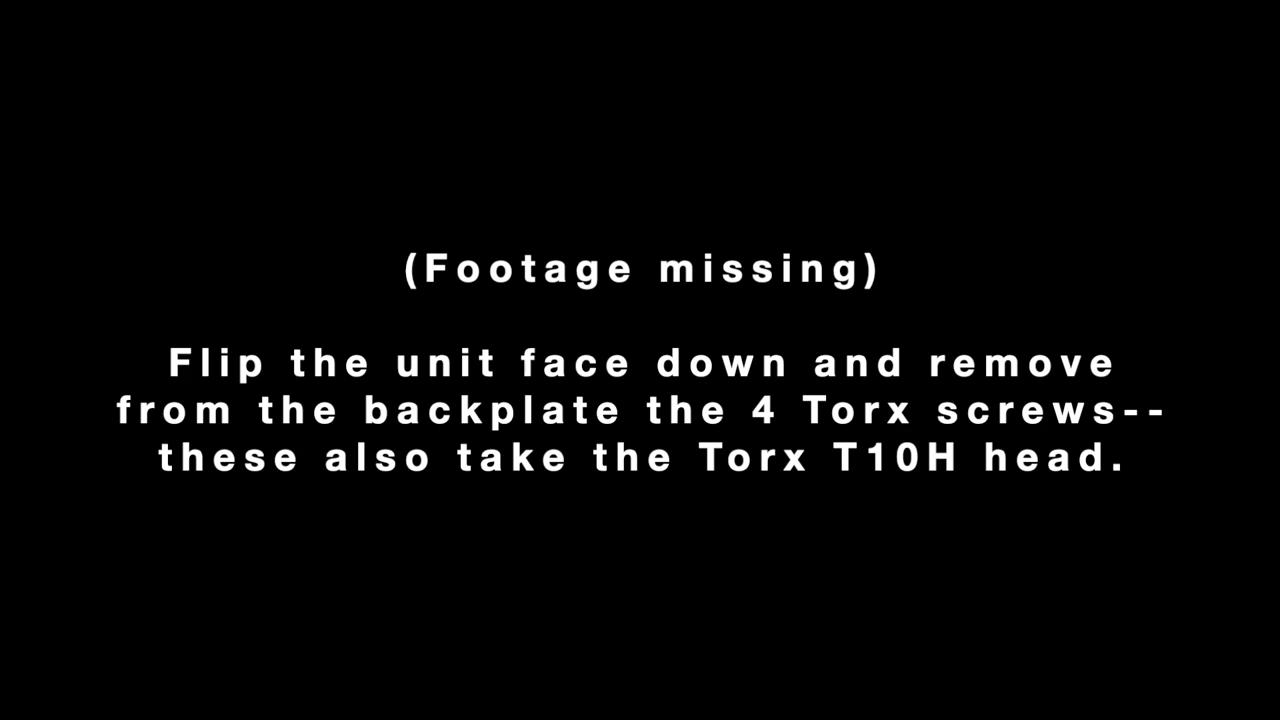 (Footage missing)
Flip the unit face down and remove
from the backplate the 4 Torx screws--
these also take the Torx T10H head.